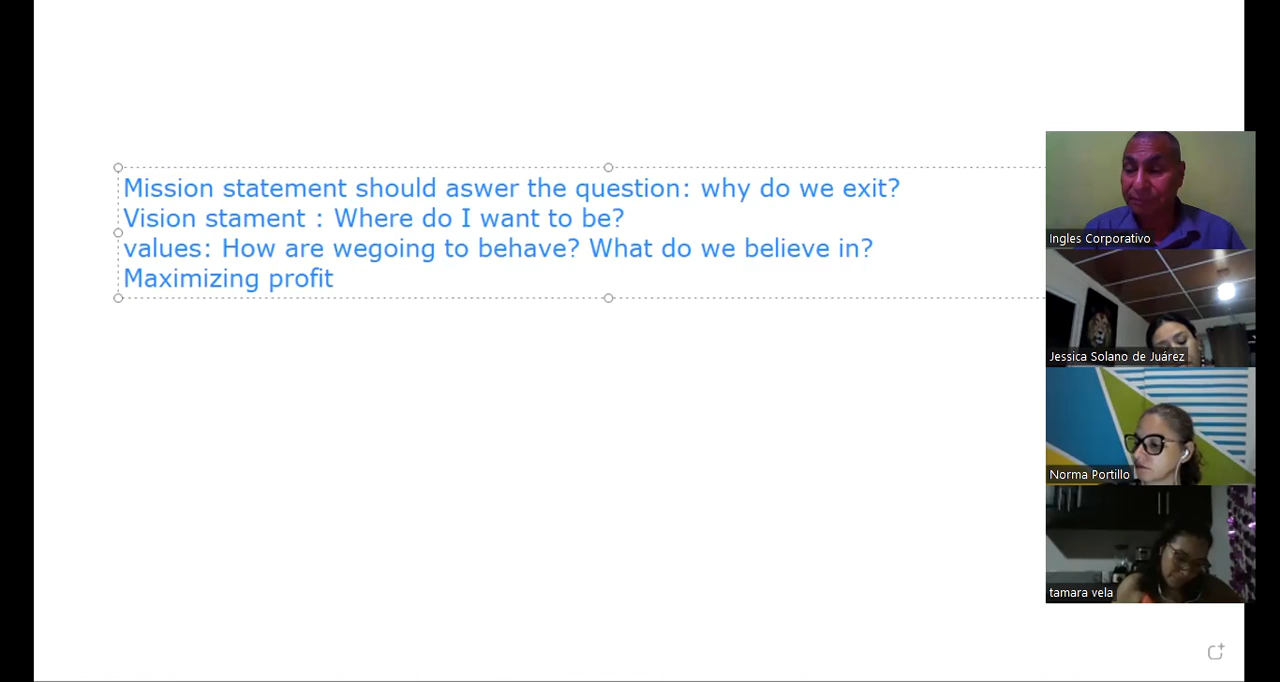 Mission statement should aswer the question: why do we exit?
Vision stament : Where do I want to be?
values: How are wegoing to behave? What do we believe in?
Maximizing profit
Ingles Corporativo
Jessica Solano de Juárez
Norma Portillo
tamara vela